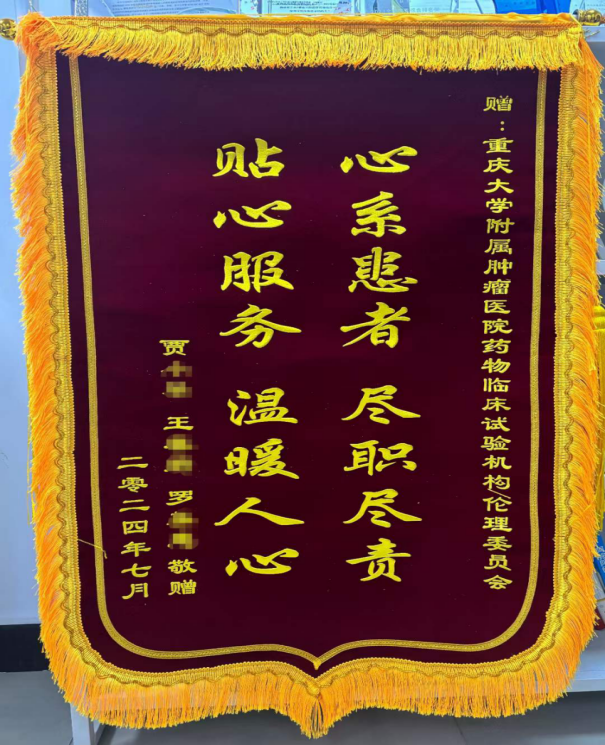 赠：重庆大学附属肿瘤医院药物临床试验机构/伦理委员会
心系患者 尽职尽责
贴心服务 温暖人心
贾 王 罗 敬赠
二零二四年七月